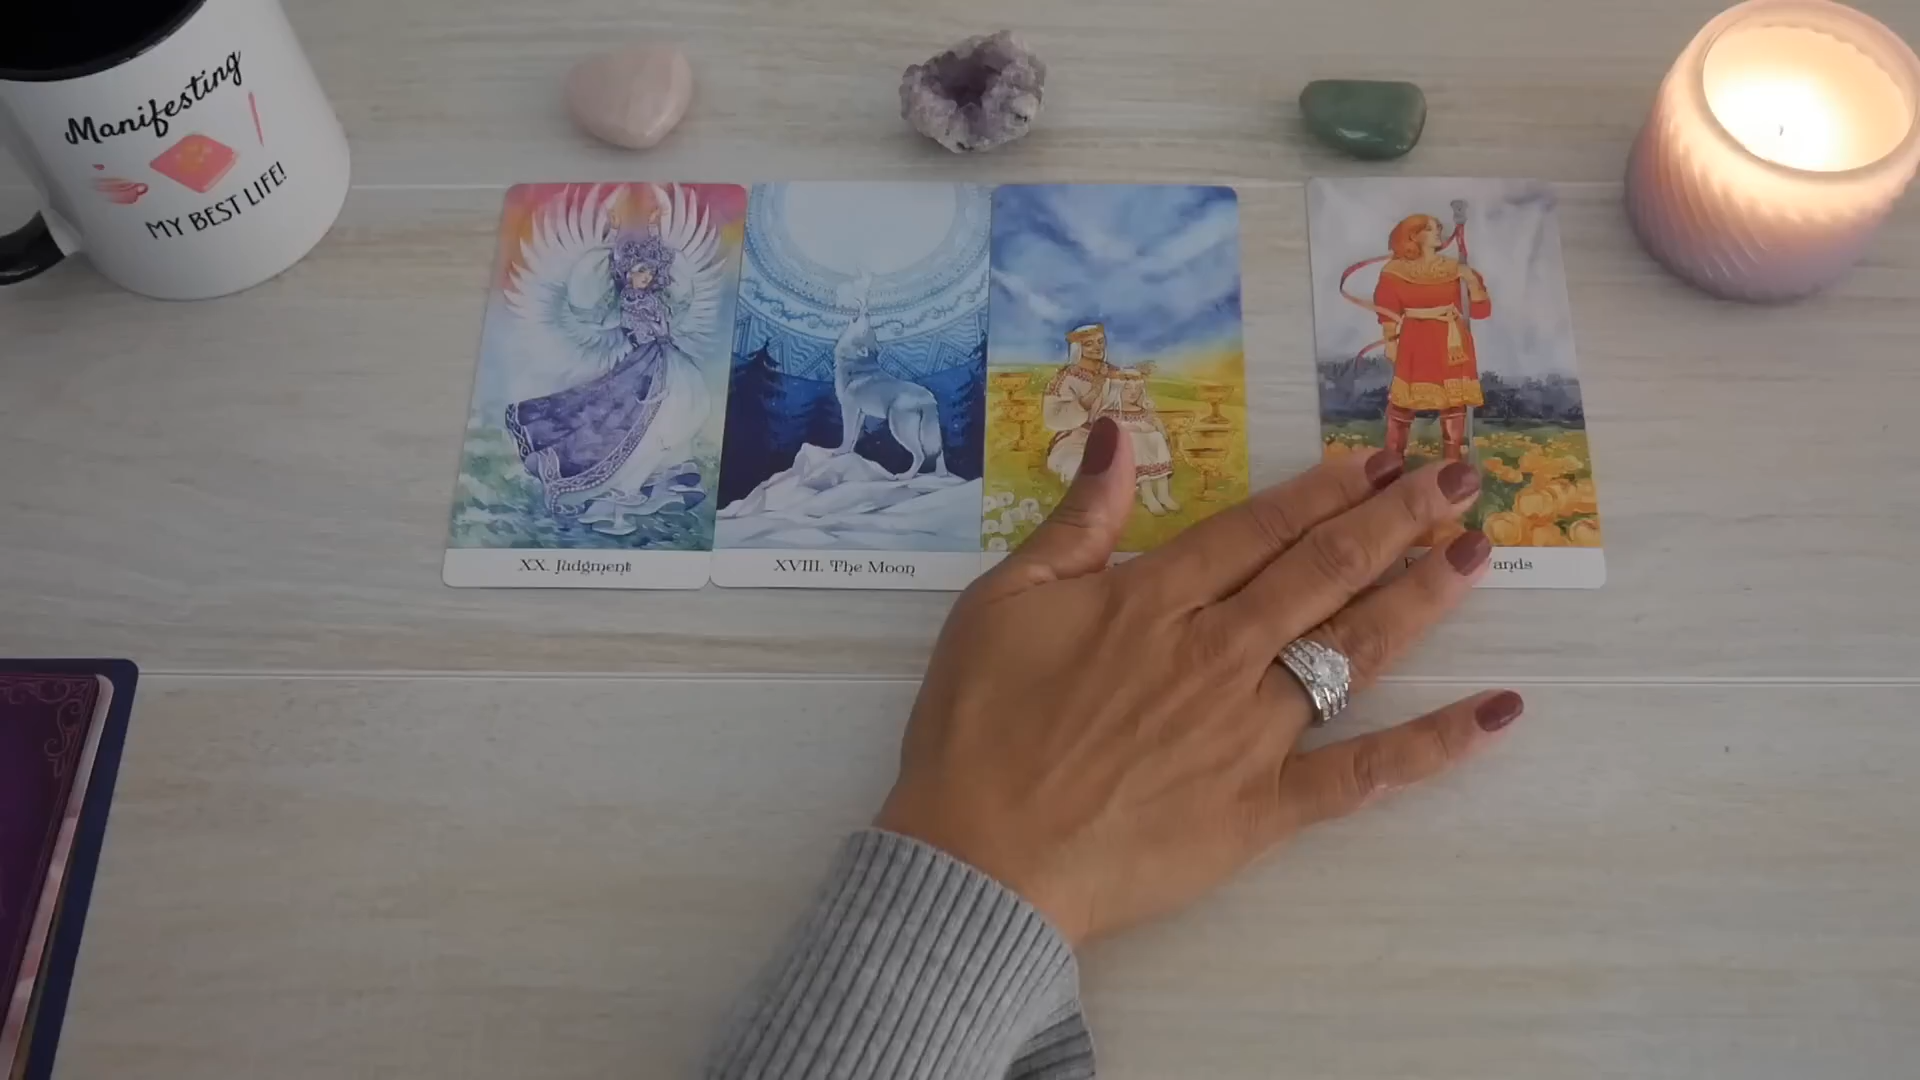 Manifesting
MY BEST LIFE!
XX. Judgment
XVIII. The Moon